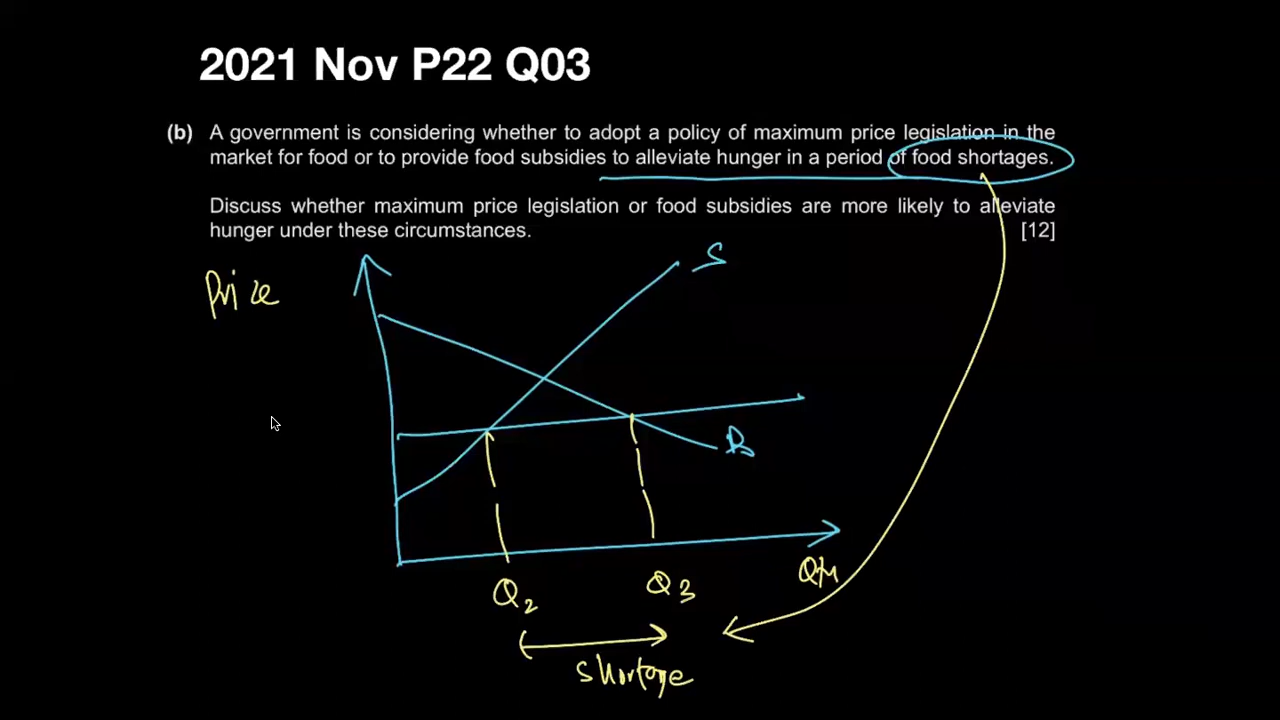 2021 Nov P22 Q03
(b) A government is considering whether to adopt a policy of maximum price legislation in the
market for food or to provide food subsidies to alleviate hunger in a period of food shortages.
Discuss whether maximum price legislation or food subsidies are more likely to alleviate
hunger under these circumstances. [12]
Price
S
D
Q2
Q3
Qty
shortage